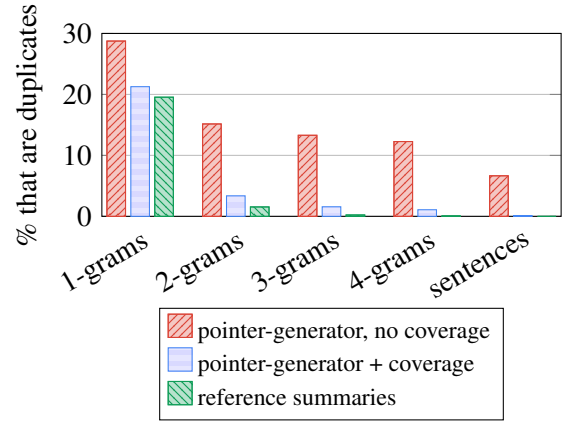 % that are duplicates
30
20
10
0
1-grams
2-grams
3-grams
4-grams
sentences
pointer-generator, no coverage
pointer-generator + coverage
reference summaries